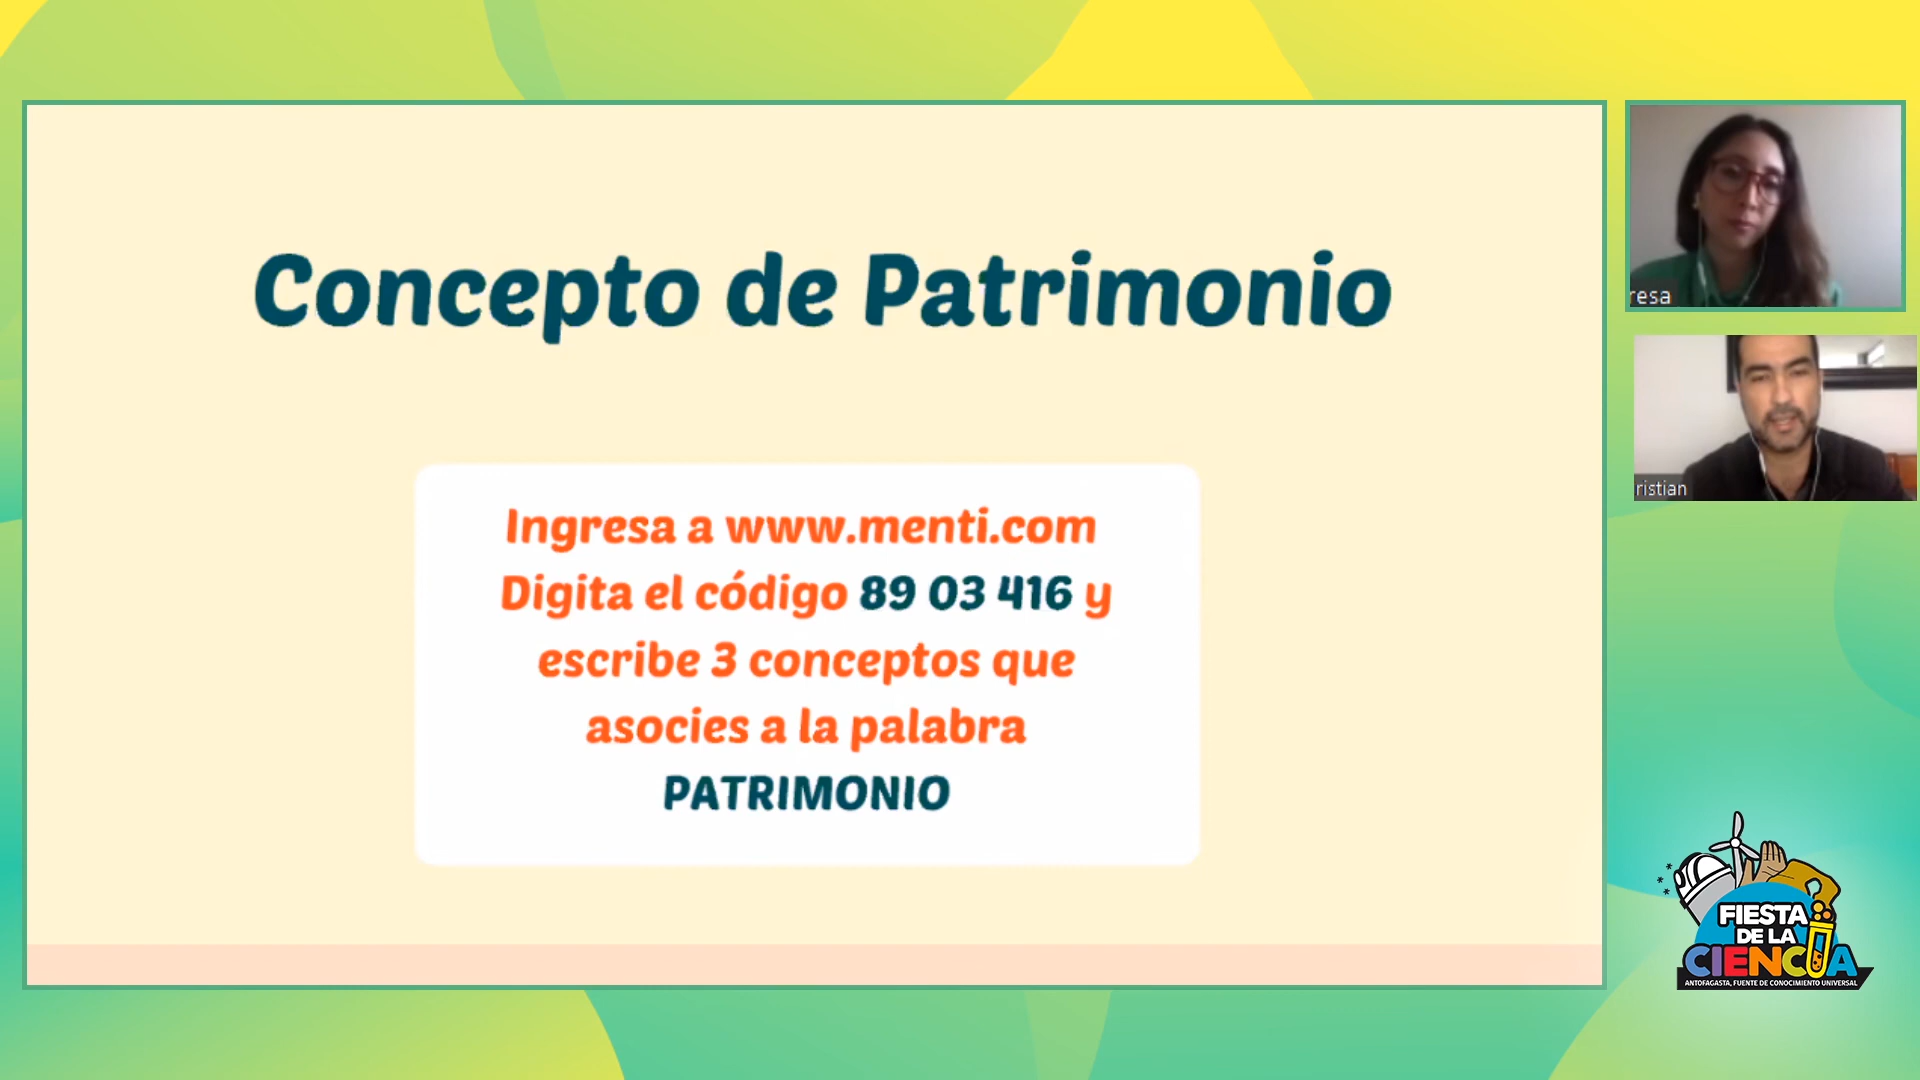 Concepto de Patrimonio
Ingresa a www.menti.com
Digita el código 89 03 416 y
escribe 3 conceptos que
asocies a la palabra
PATRIMONIO
resa
ristian
FIESTA
DE LA
CIENCIA
ANTOFAGASTA, FUENTE DE CONOCIMIENTO UNIVERSAL